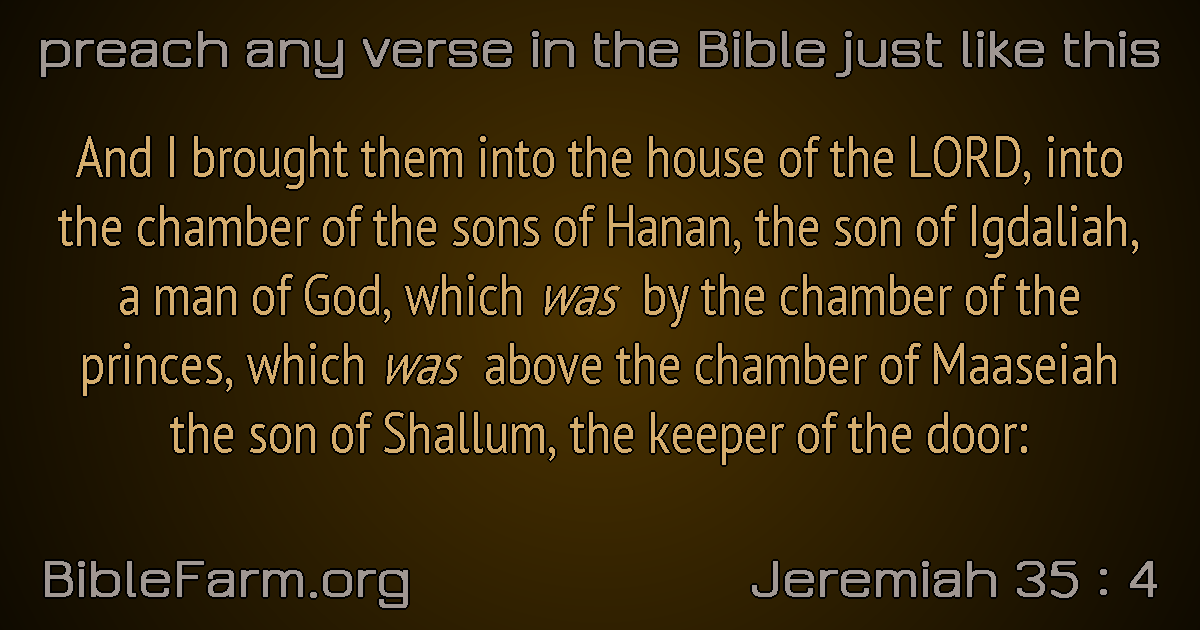 preach any verse in the Bible just like this
And I brought them into the house of the LORD, into
the chamber of the sons of Hanan, the son of Igdaliah,
a man of God, which was by the chamber of the
princes, which was above the chamber of Maaseiah
the son of Shallum, the keeper of the door:
BibleFarm.org
Jeremiah 35 : 4